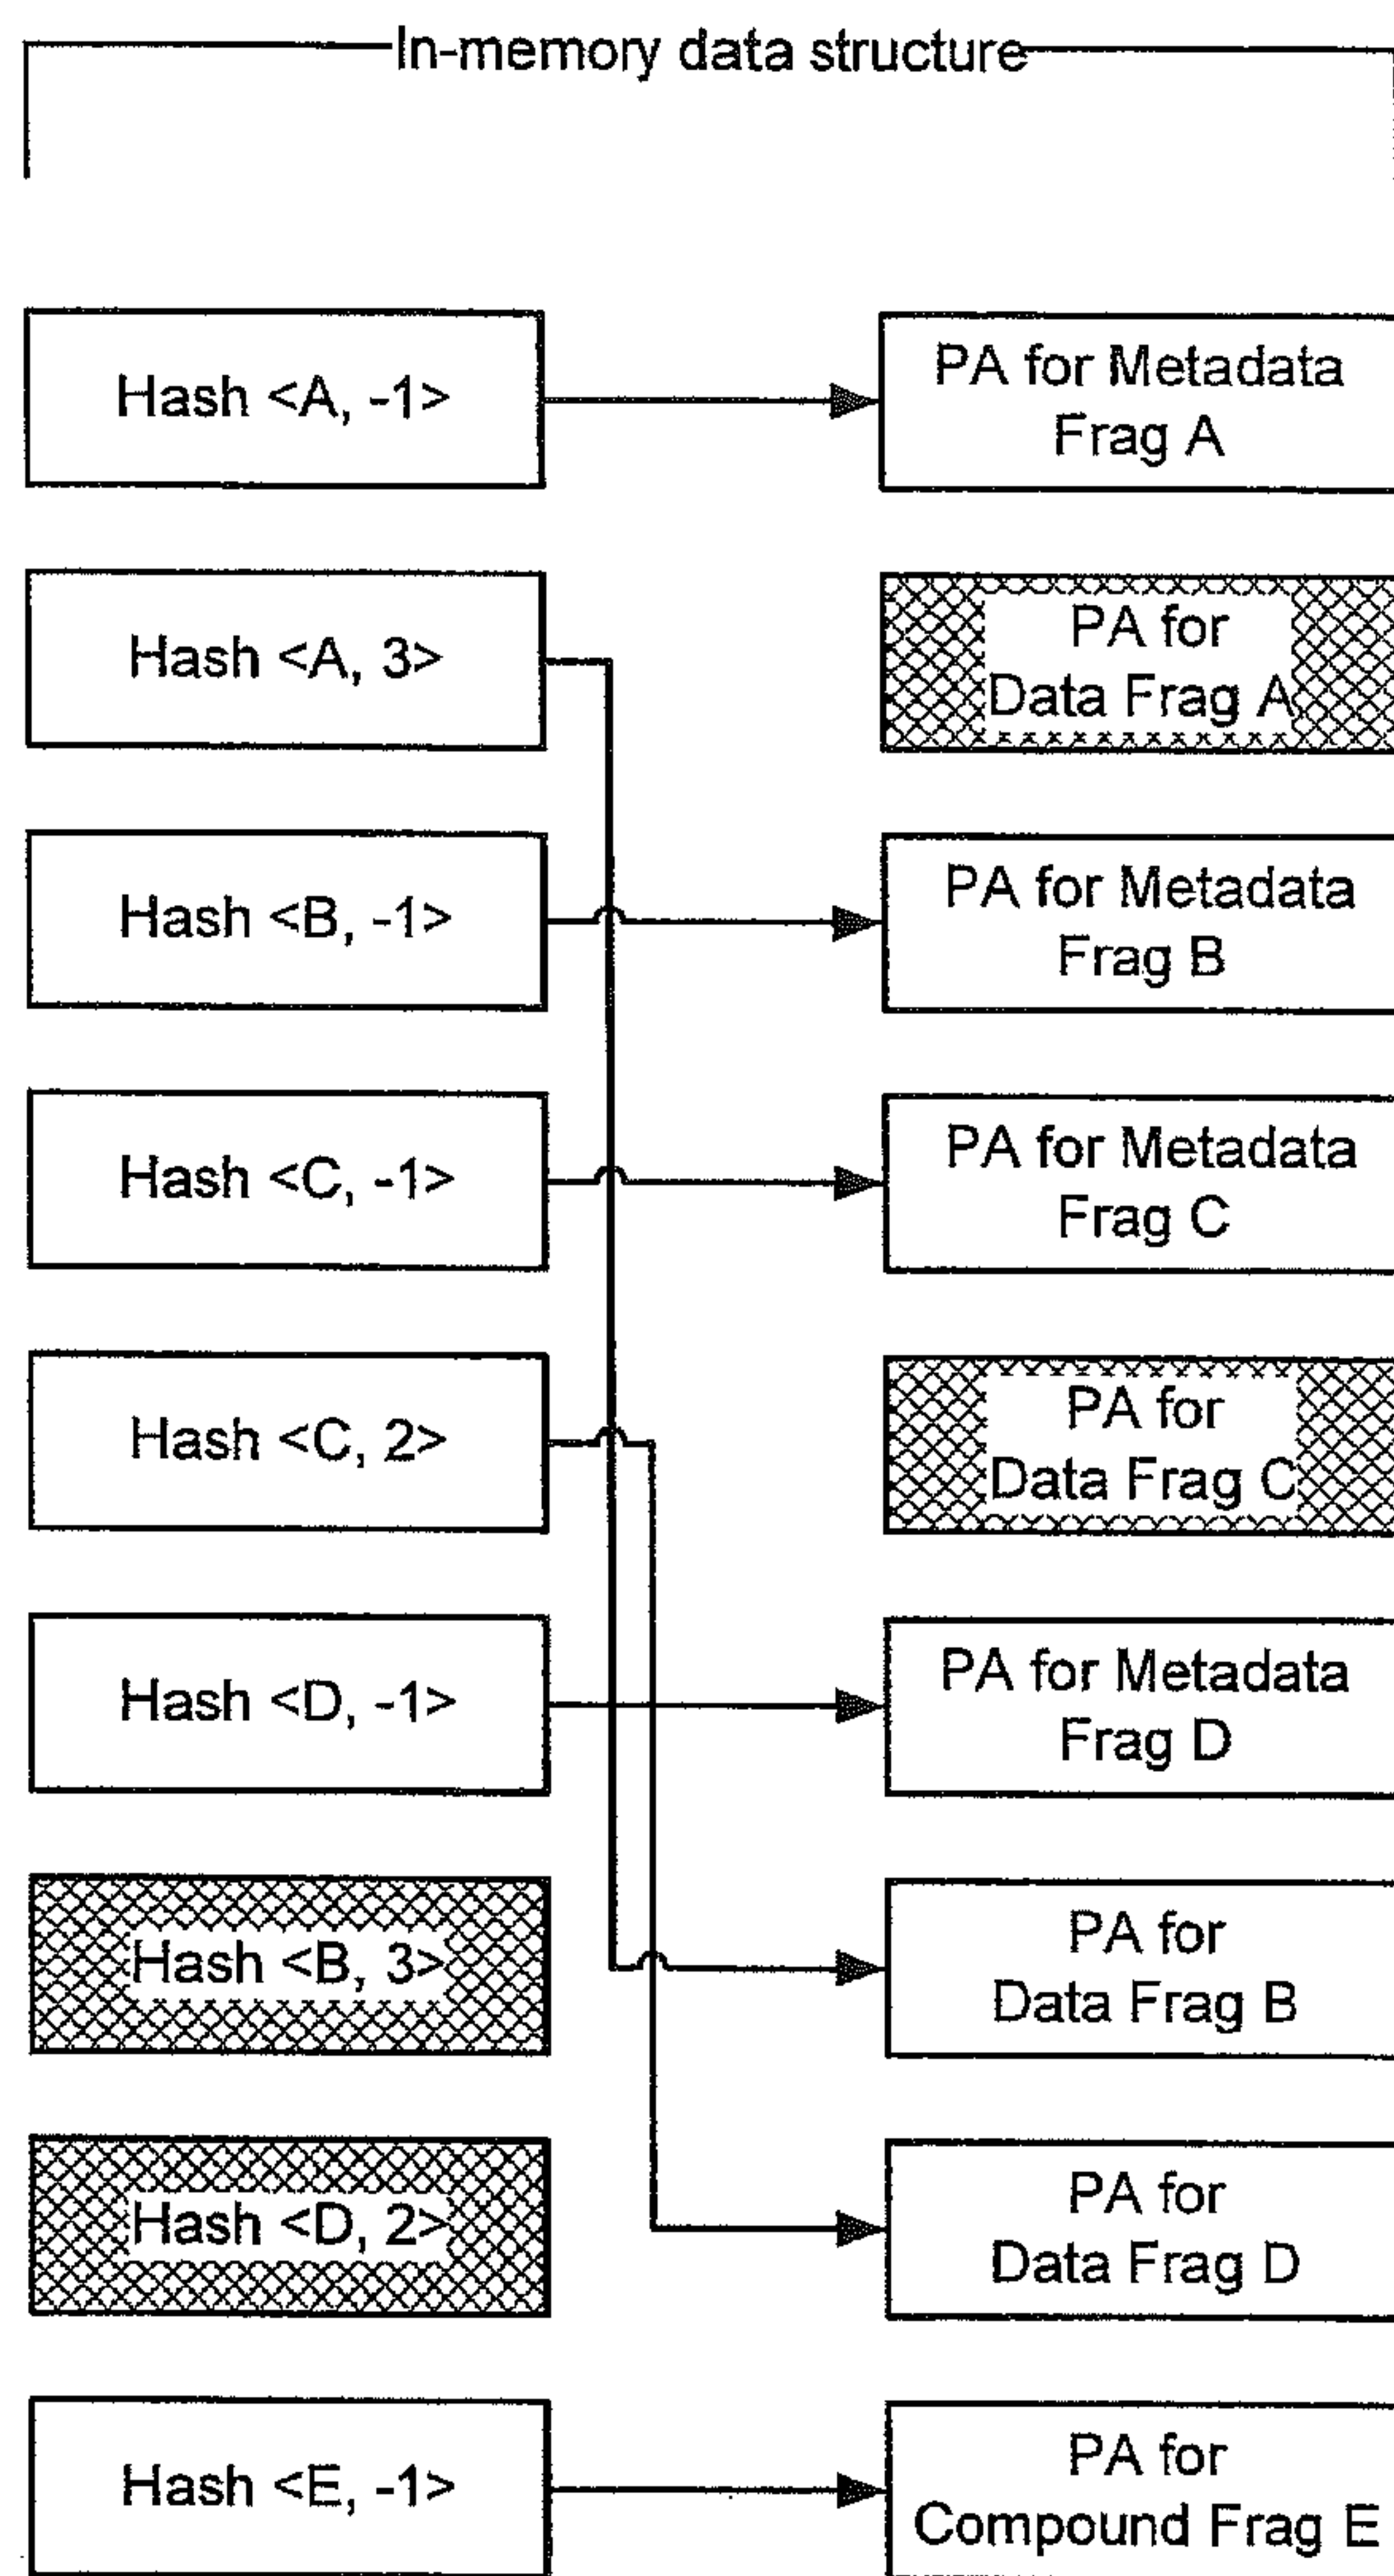 In-memory data structure
Hash <A, -1>
PA for Metadata
Frag A
Hash <A, 3>
PA for
Data Frag A
Hash <B, -1>
PA for Metadata
Frag B
Hash <C, -1>
PA for Metadata
Frag C
Hash <C, 2>
PA for
Data Frag C
Hash <D, -1>
PA for Metadata
Frag D
Hash <B, 3>
PA for
Data Frag B
Hash <D, 2>
PA for
Data Frag D
Hash <E, -1>
PA for
Compound Frag E